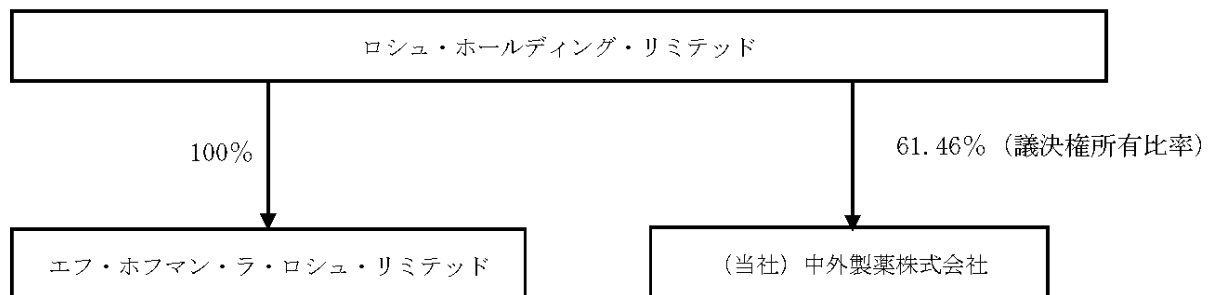 ロシュ・ホールディング・リミテッド
100%
61.46%（議決権所有比率）
エフ・ホフマン・ラ・ロシュ・リミテッド
（当社）中外製薬株式会社